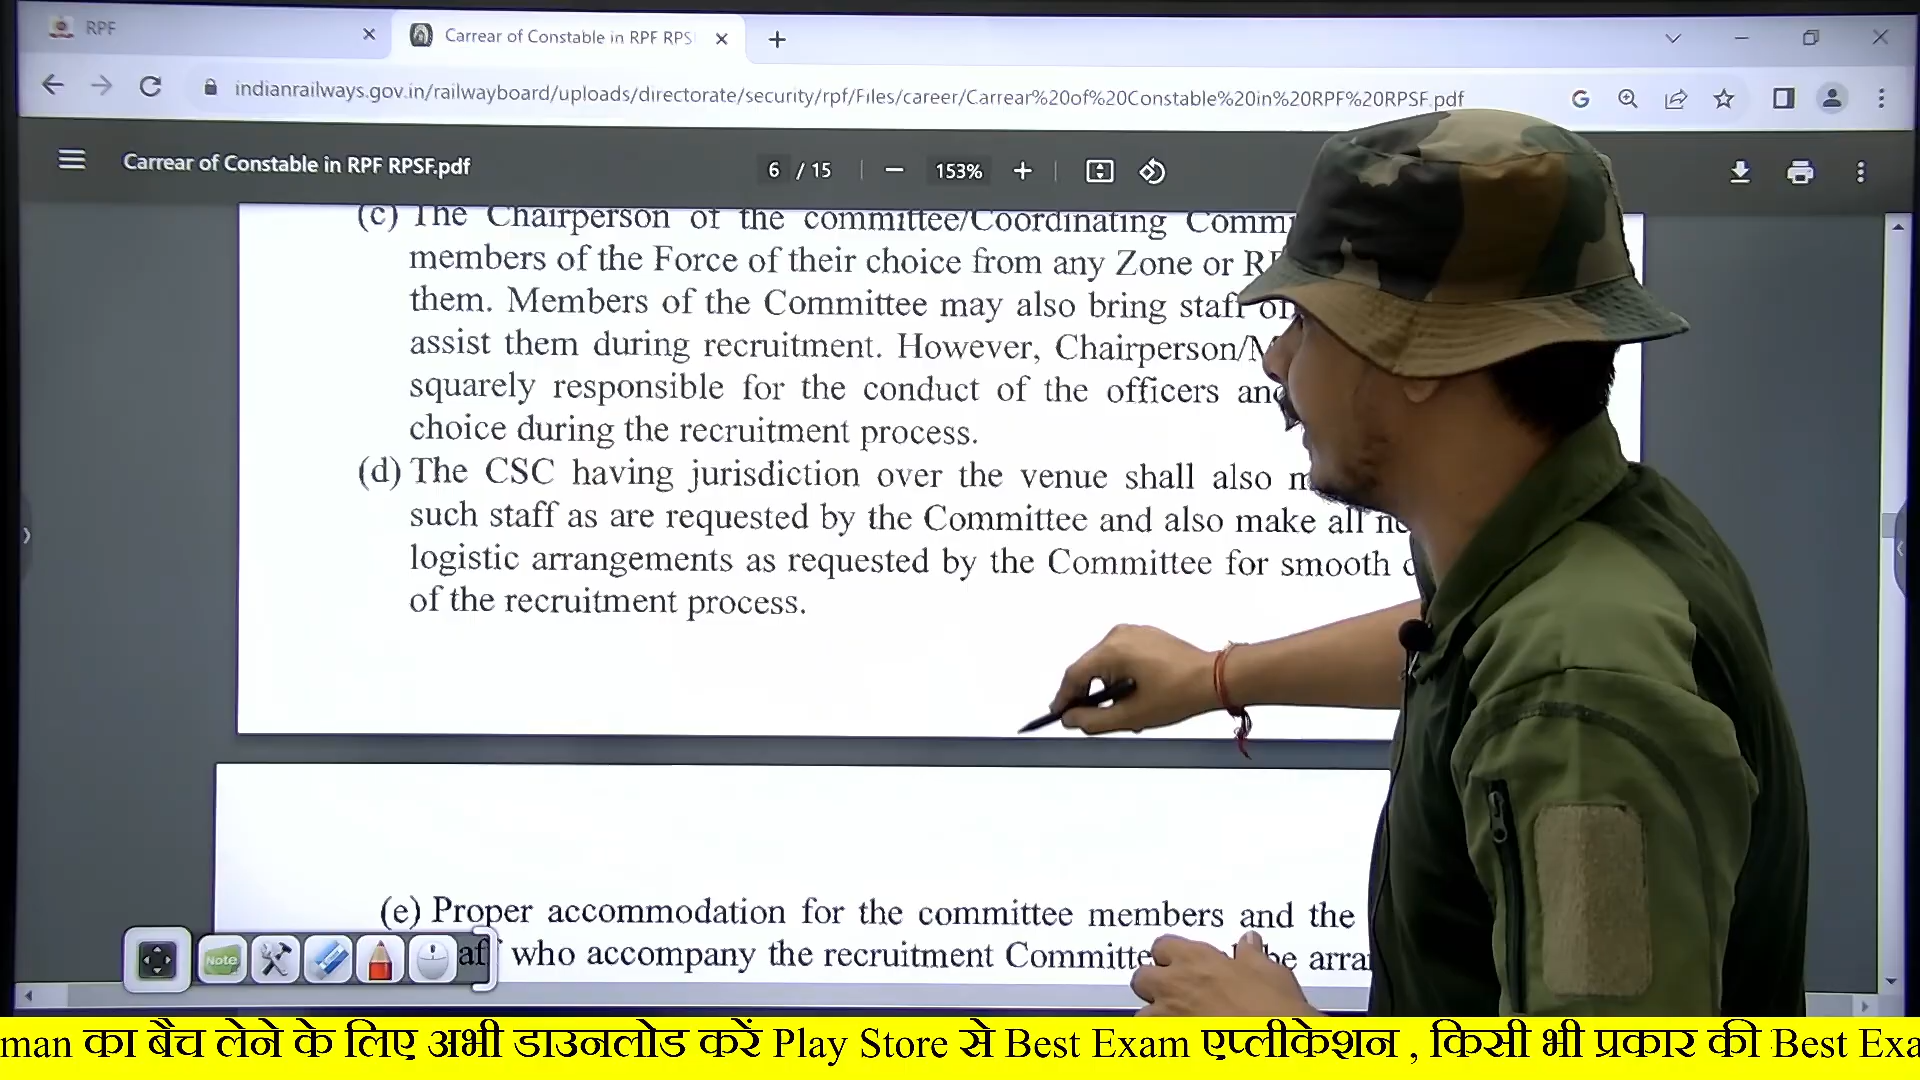 RPF
Carrear of Constable in RPF RPS
indianrailways.gov.in/railwayboard/uploads/directorate/security/rpf/Files/career/Carrear%20of%20Constable%20in%20RPF%20RPSF.pdf
Carrear of Constable in RPF RPSF.pdf
6 / 15
153%
(c) The Chairperson of the committee/Coordinating Comm
members of the Force of their choice from any Zone or
them. Members of the Committee may also bring staff of
assist them during recruitment. However, Chairperson/
squarely responsible for the conduct of the officers and
choice during the recruitment process.
(d) The CSC having jurisdiction over the venue shall also
such staff as are requested by the Committee and also make all
logistic arrangements as requested by the Committee for smooth
of the recruitment process.
(e) Proper accommodation for the committee members and the
who accompany the recruitment Committe be
Note
man का बैच लेने के लिए अभी डाउनलोड करें Play Store से Best Exam एप्लीकेशन , किसी भी प्रकार की Best Exa